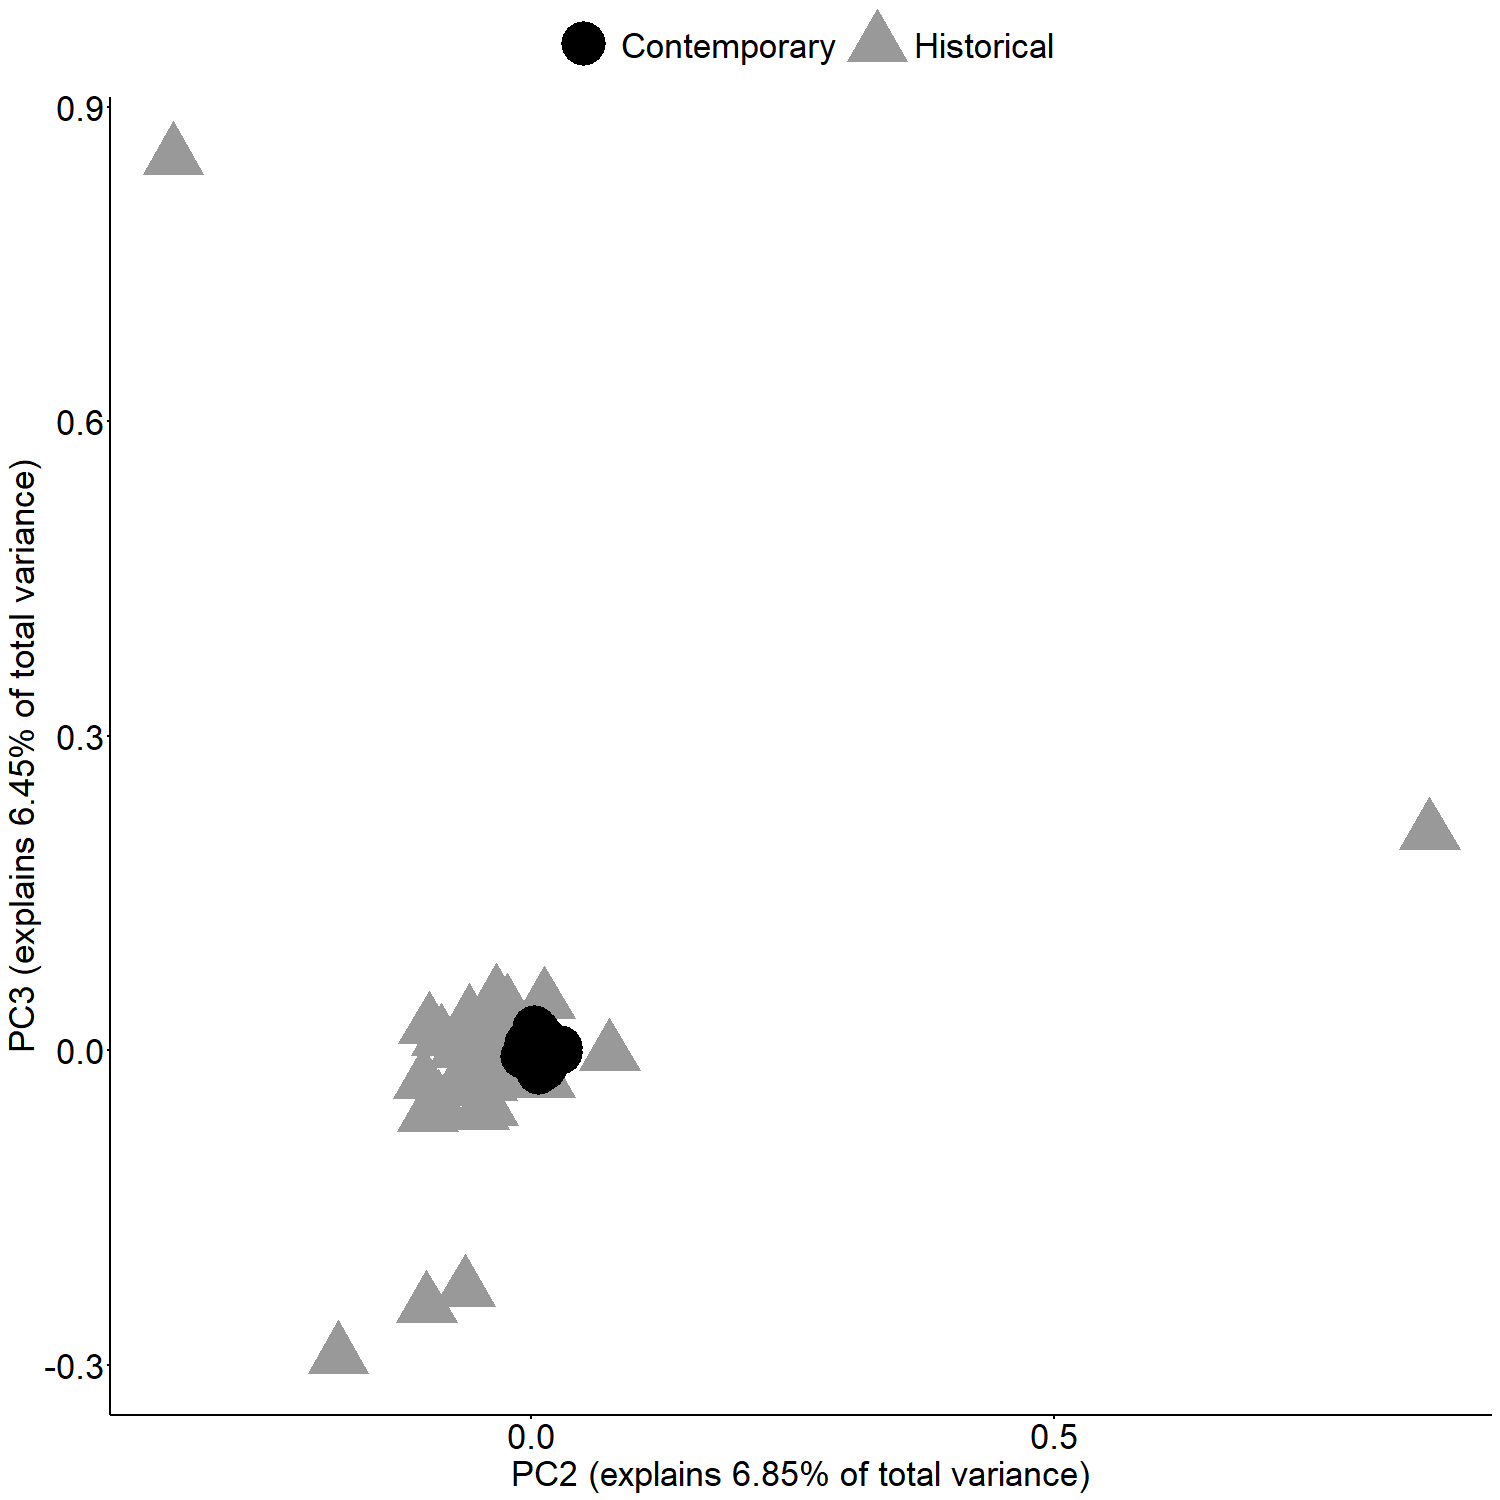 Contemporary Historical
0.9
0.6
0.3
0.0
-0.3
PC3 (explains 6.45% of total variance)
0.0 0.5
PC2 (explains 6.85% of total variance)